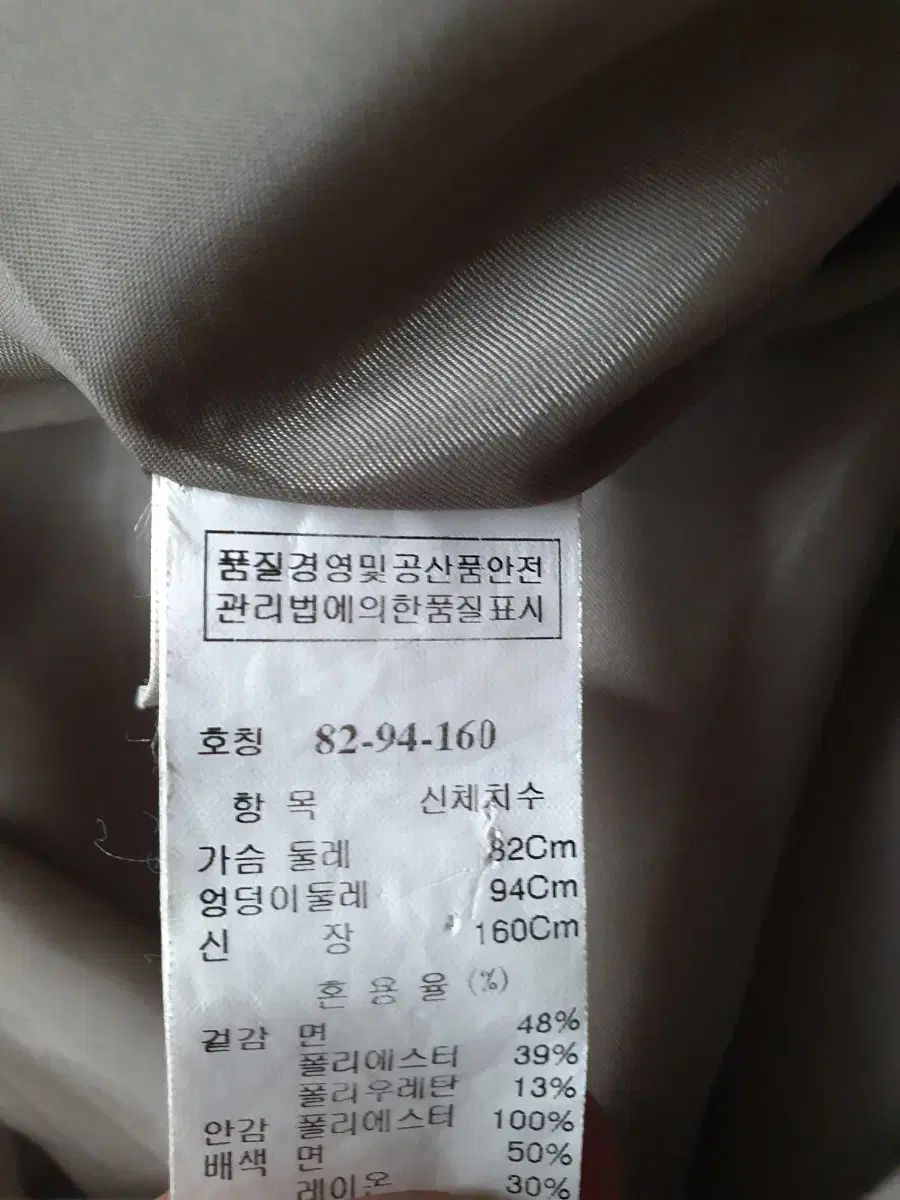 품질경영및공산품안전
관리법에의한품질표시
호칭 82-94-160
항 목 신체치수
가슴 둘레 82Cm
엉덩이둘레 94Cm
신 장 160Cm
혼 용 율 (%)
겉감 면 48%
폴리에스터 39%
폴리우레탄 13%
안감 폴리에스터 100%
배색 면 50%
레이온 30%